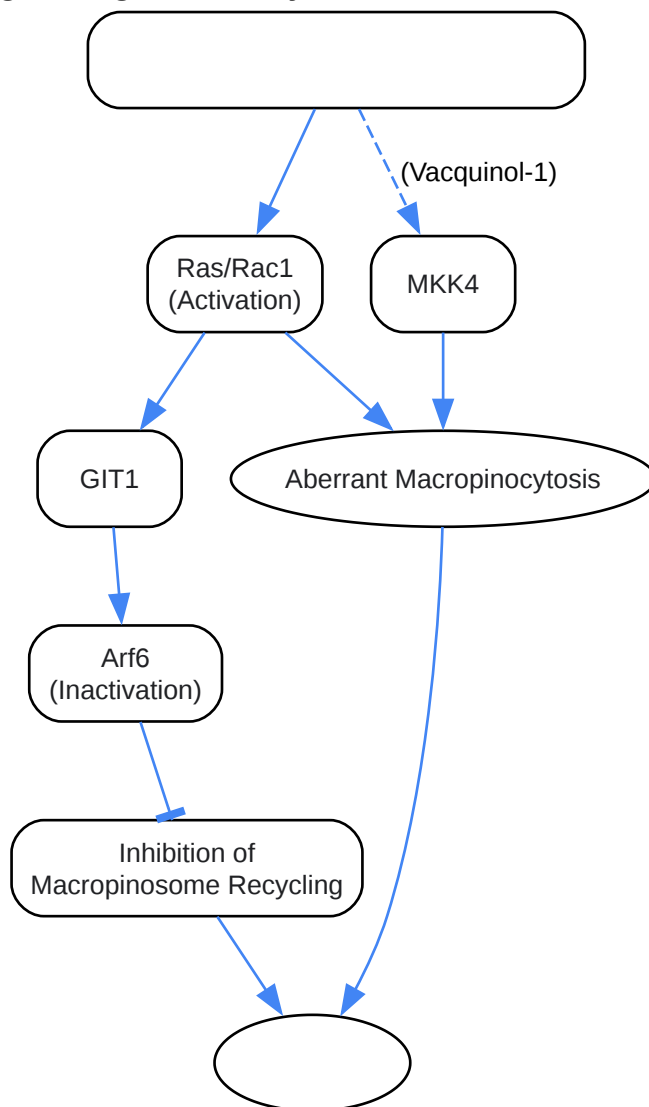 (Vacquinol-1)
Ras/Rac1
(Activation)
MKK4
GIT1
Aberrant Macropinocytosis
Arf6
(Inactivation)
Inhibition of
Macropinosome Recycling